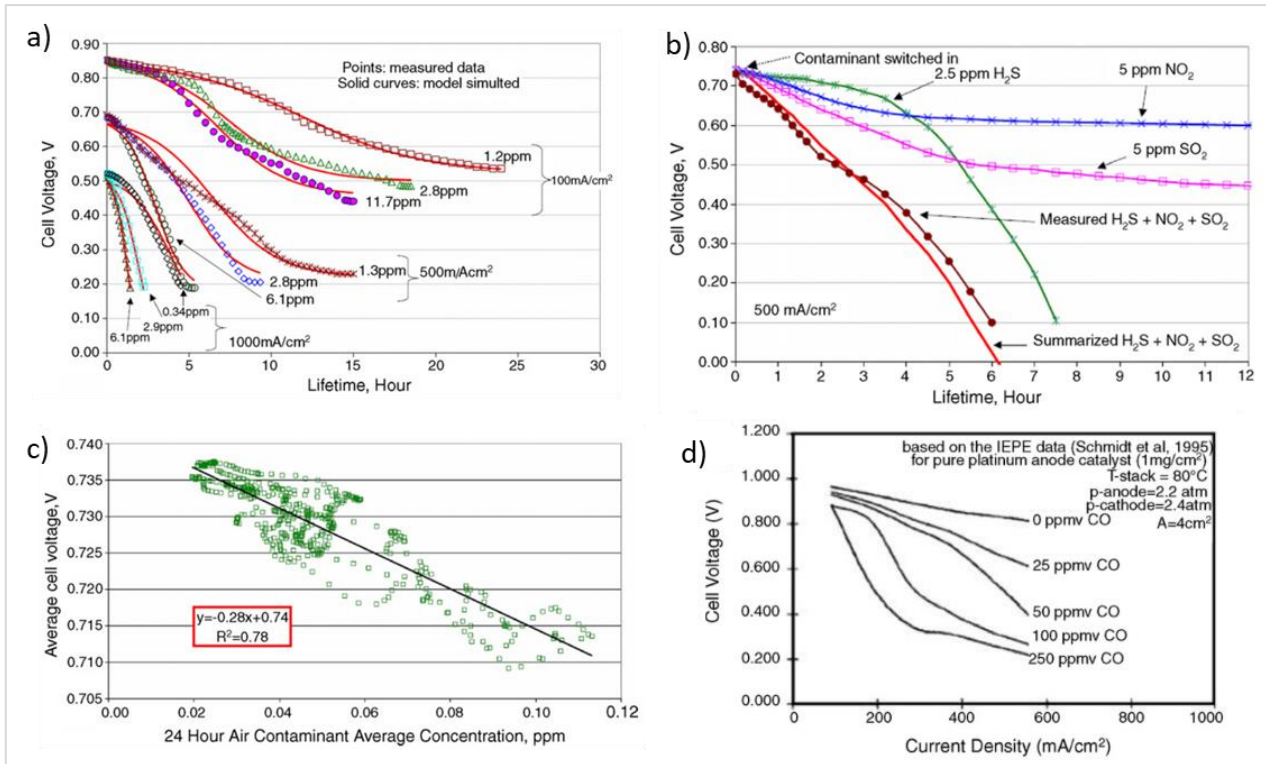 a)
0.90
0.80
0.70
0.60
0.50
0.40
0.30
0.20
0.10
0.00
Cell Voltage, V
Points: measured data
Solid curves: model simulted
1.2ppm
2.8ppm
11.7ppm
100mA/cm²
1.3ppm
2.8ppm
6.1ppm
500m/Acm²
0.34ppm
2.9ppm
6.1ppm
1000mA/cm²
0
5
10
15
20
25
30
Lifetime, Hour
b)
0.80
0.70
0.60
0.50
0.40
0.30
0.20
0.10
0.00
Cell Voltage, V
Contaminant switched in
2.5 ppm H₂S
5 ppm NO₂
5 ppm SO₂
Measured H₂S + NO₂ + SO₂
500 mA/cm²
Summarized H₂S + NO₂ + SO₂
0 1 2 3 4 5 6 7 8 9 10 11 12
Lifetime, Hour
c)
0.740
0.735
0.730
0.725
0.720
0.715
0.710
0.705
Average cell voltage, V
y=-0.28x+0.74
R²=0.78
0.00 0.02 0.04 0.06 0.08 0.10 0.12
24 Hour Air Contaminant Average Concentration, ppm
d)
1.200
1.000
0.800
0.600
0.400
0.200
0.000
Cell Voltage (V)
based on the IEPE data (Schmidt et al, 1995)
for pure platinum anode catalyst (1mg/cm²)
T-stack = 80°C
p-anode=2.2 atm
p-cathode=2.4atm
A=4cm²
0 ppmv CO
25 ppmv CO
50 ppmv CO
100 ppmv CO
250 ppmv CO
0 200 400 600 800 1000
Current Density (mA/cm²)